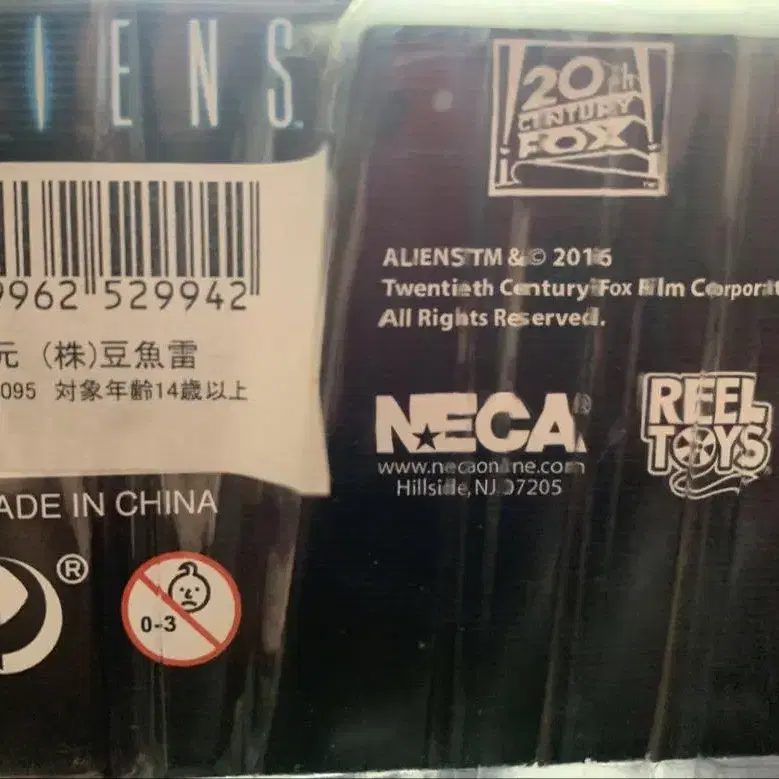 IENS
TM
20th
CENTURY
FOX
ALIENS TM & © 2016
Twentieth Century Fox Film Corporat
All Rights Reserved.
9962 529942
元 (株)豆魚雷
095 対象年齢14歳以上
NECA®
www.necaonline.com
Hillside, NJ 07205
REEL
TOYS
ADE IN CHINA
®
0-3